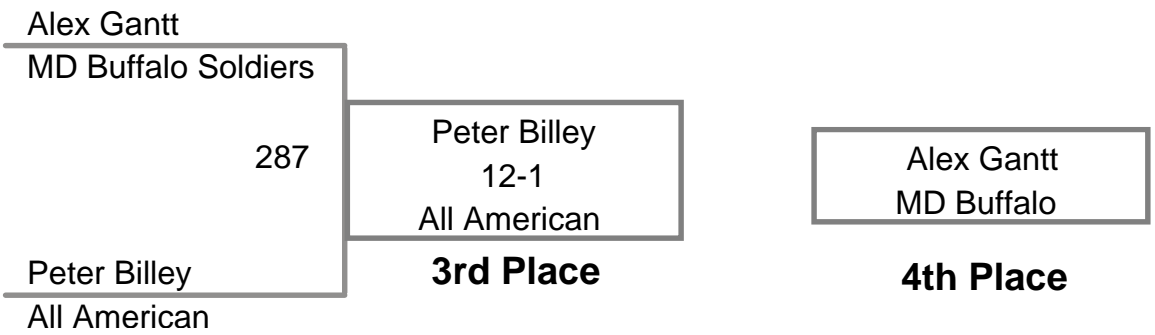 Alex Gantt
MD Buffalo Soldiers
287
Peter Billey
All American
Peter Billey
12-1
All American
3rd Place
Alex Gantt
MD Buffalo
4th Place